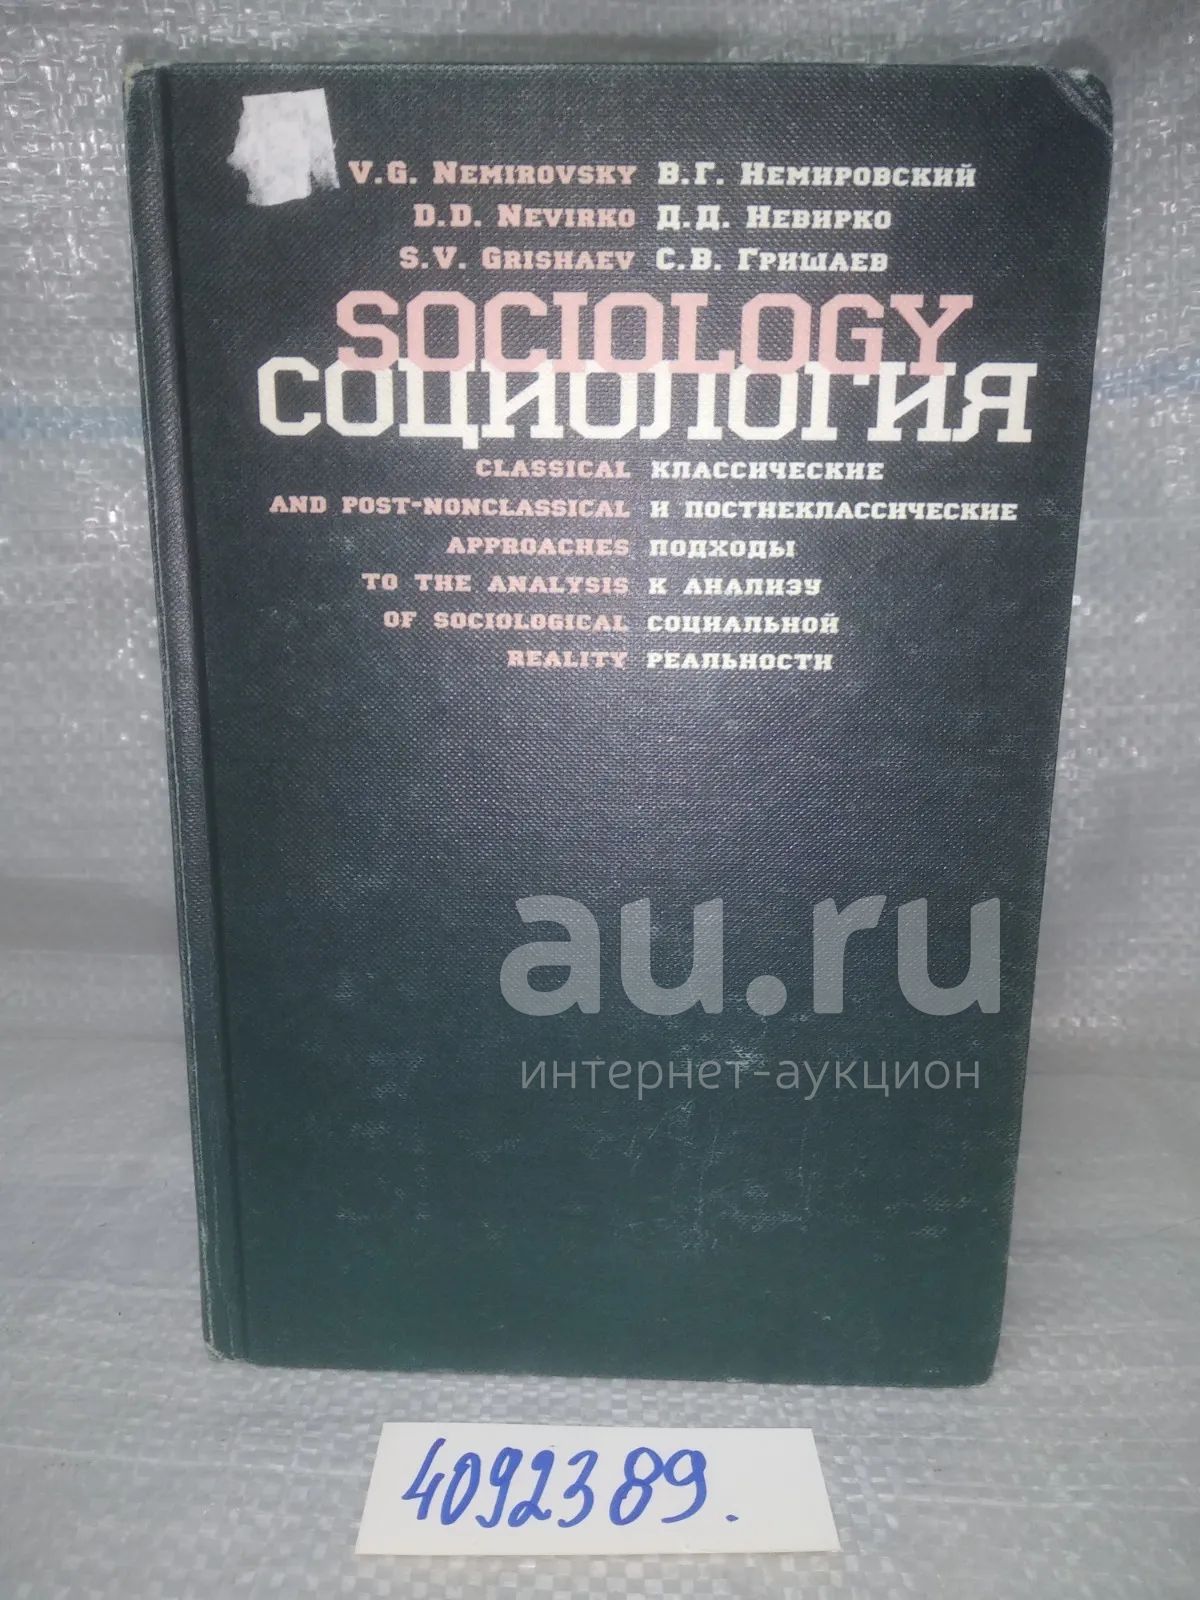 V.G. Nemirovsky В.Г. Немировский
D.D. Nevirko Д.Д. Невирко
S.V. Grishaev С.В. Гришаев
SOCIOLOGY
СОЦИОЛОГИЯ
CLASSICAL КЛАССИЧЕСКИЕ
AND POST-NONCLASSICAL И ПОСТНЕКЛАССИЧЕСКИЕ
APPROACHES ПОДХОДЫ
TO THE ANALYSIS К АНАЛИЗУ
OF SOCIOLOGICAL СОЦИАЛЬНОЙ
REALITY РЕАЛЬНОСТИ
au.ru
интернет-аукцион
4092389.